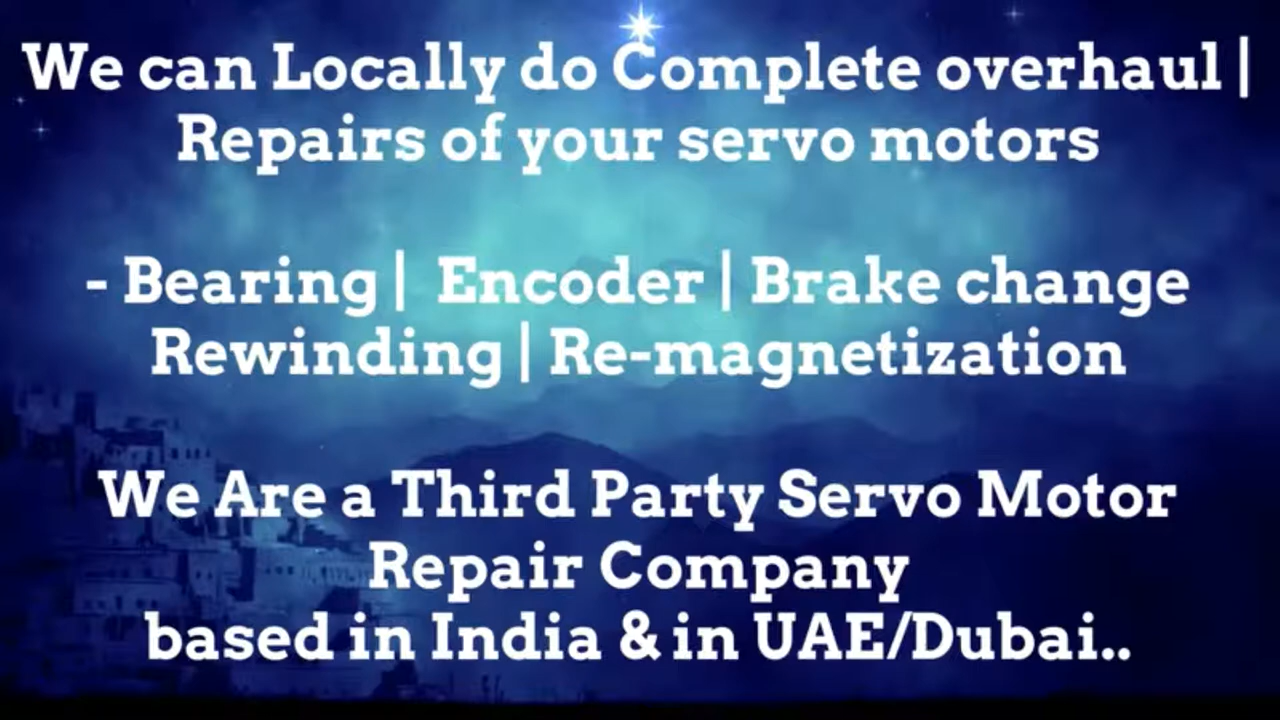 We can Locally do Complete overhaul |
Repairs of your servo motors
- Bearing | Encoder | Brake change
Rewinding | Re-magnetization
We Are a Third Party Servo Motor
Repair Company
based in India & in UAE/Dubai..